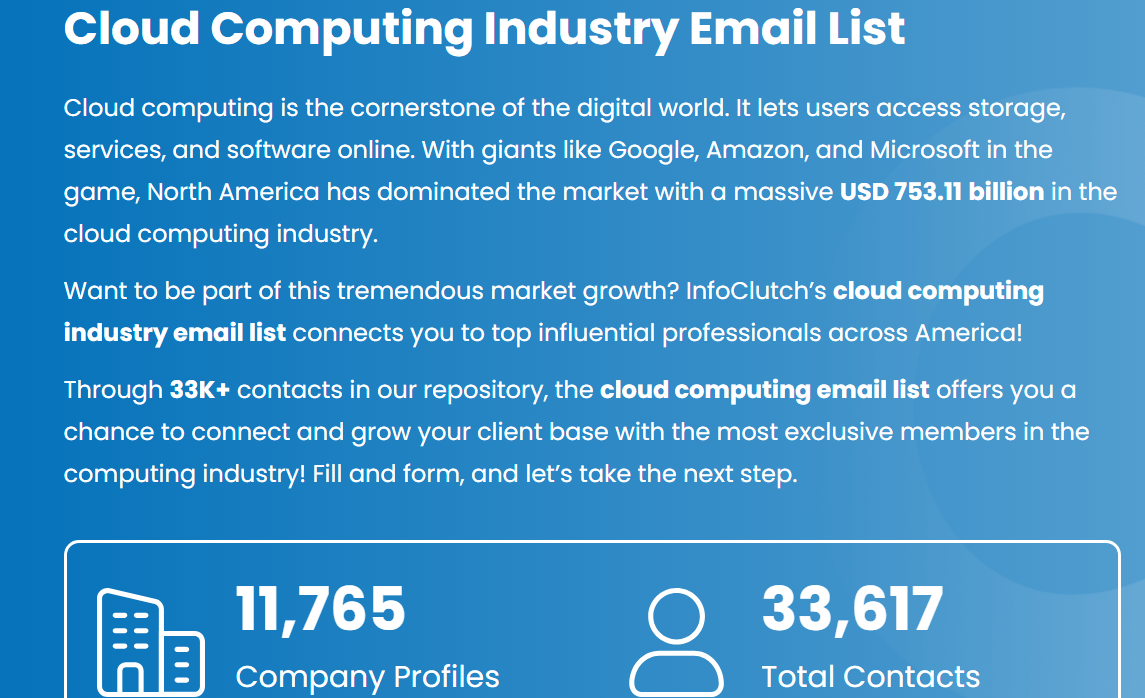 Cloud Computing Industry Email List
Cloud computing is the cornerstone of the digital world. It lets users access storage,
services, and software online. With giants like Google, Amazon, and Microsoft in the
game, North America has dominated the market with a massive USD 753.11 billion in the
cloud computing industry.
Want to be part of this tremendous market growth? InfoClutch’s cloud computing
industry email list connects you to top influential professionals across America!
Through 33K+ contacts in our repository, the cloud computing email list offers you a
chance to connect and grow your client base with the most exclusive members in the
computing industry! Fill and form, and let’s take the next step.
11,765
Company Profiles
33,617
Total Contacts